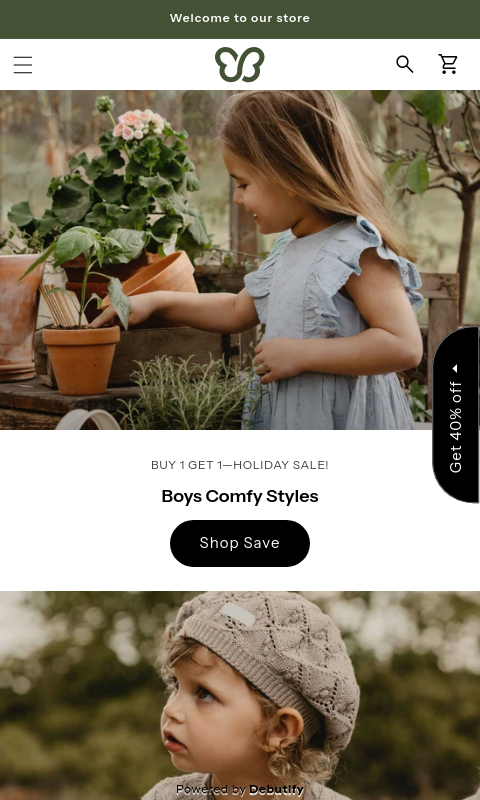 Welcome to our store
Get 40% off
BUY 1 GET 1—HOLIDAY SALE!
Boys Comfy Styles
Shop Save
Powered by Debutify